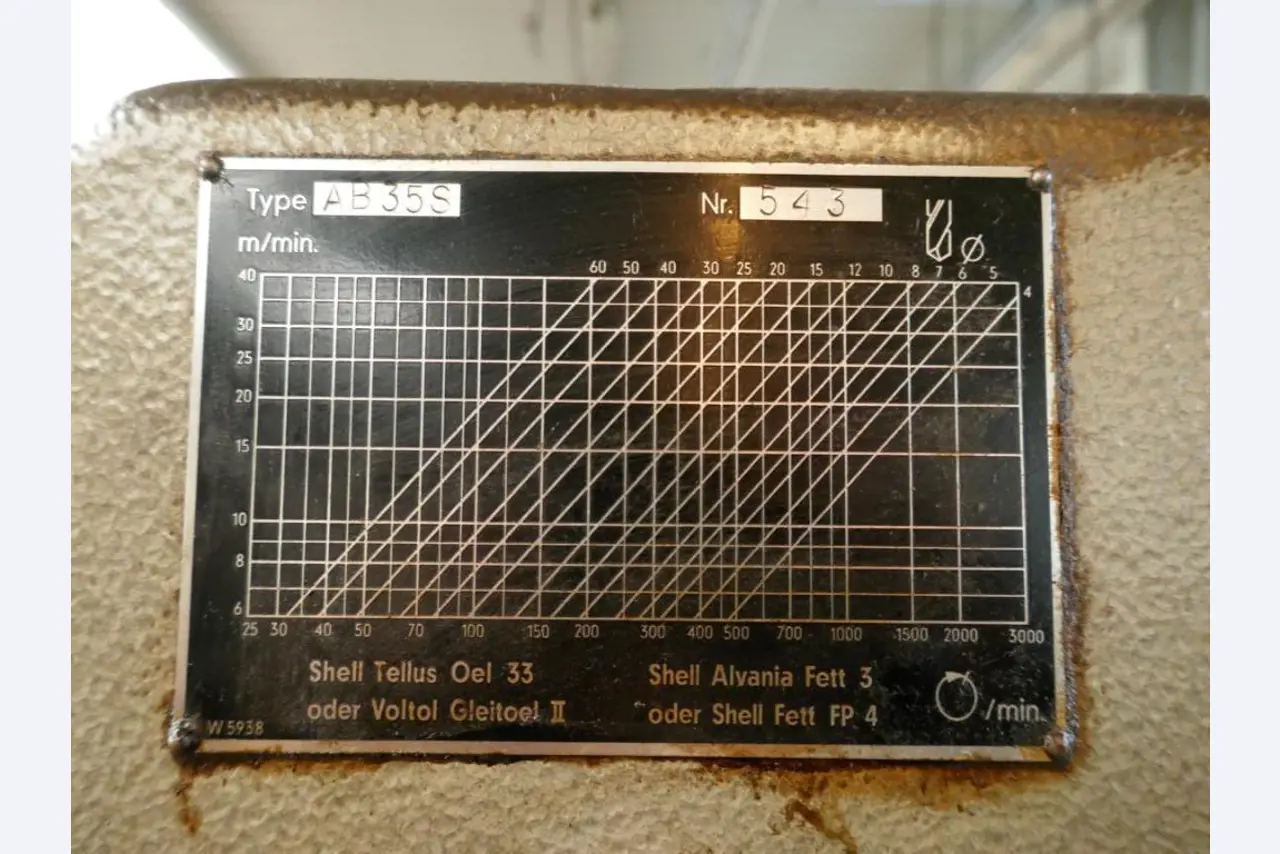 Type AB35S Nr. 543
m/min. Ø
60 50 40 30 25 20 15 12 10 8 7 6 5 4
40
30
25
20
15
10
8
6
25 30 40 50 70 100 150 200 300 400 500 700 1000 1500 2000 3000
Shell Tellus Oel 33 Shell Alvania Fett 3
oder Voltol Gleitoel II oder Shell Fett FP 4 /min.
W5938